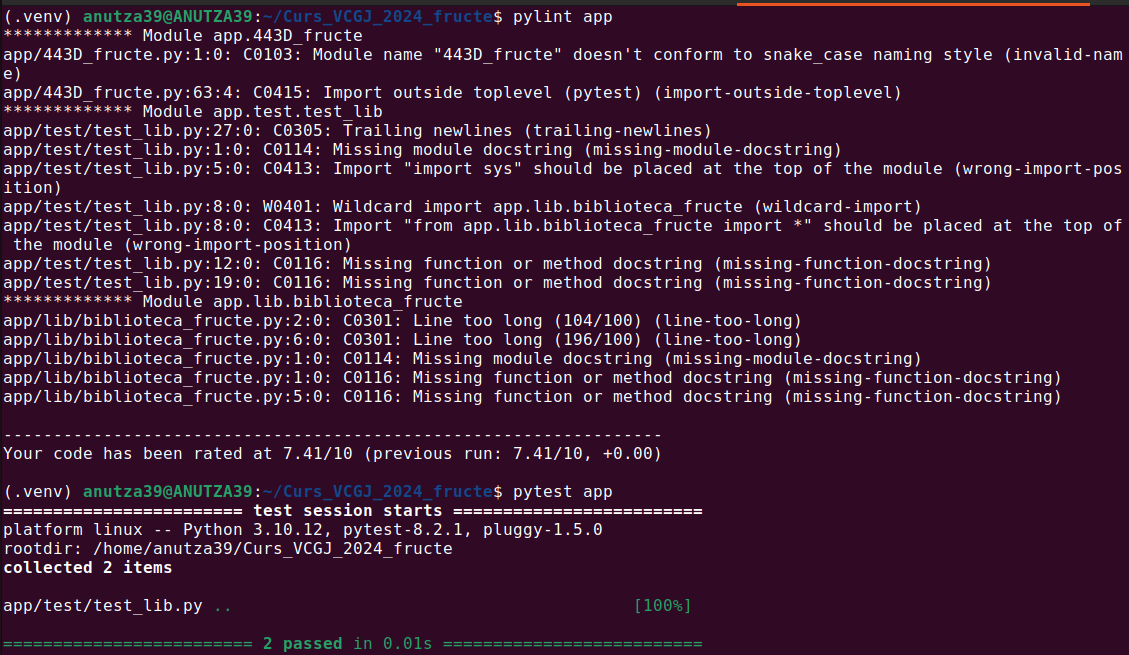 (.venv) anutza39@ANUTZA39:~/Curs_VCGJ_2024_fructe$ pylint app
************* Module app.443D_fructe
app/443D_fructe.py:1:0: C0103: Module name "443D_fructe" doesn't conform to snake_case naming style (invalid-nam
e)
app/443D_fructe.py:63:4: C0415: Import outside toplevel (pytest) (import-outside-toplevel)
************* Module app.test.test_lib
app/test/test_lib.py:27:0: C0305: Trailing newlines (trailing-newlines)
app/test/test_lib.py:1:0: C0114: Missing module docstring (missing-module-docstring)
app/test/test_lib.py:5:0: C0413: Import "import sys" should be placed at the top of the module (wrong-import-pos
ition)
app/test/test_lib.py:8:0: W0401: Wildcard import app.lib.biblioteca_fructe (wildcard-import)
app/test/test_lib.py:8:0: C0413: Import "from app.lib.biblioteca_fructe import *" should be placed at the top of
 the module (wrong-import-position)
app/test/test_lib.py:12:0: C0116: Missing function or method docstring (missing-function-docstring)
app/test/test_lib.py:19:0: C0116: Missing function or method docstring (missing-function-docstring)
************* Module app.lib.biblioteca_fructe
app/lib/biblioteca_fructe.py:2:0: C0301: Line too long (104/100) (line-too-long)
app/lib/biblioteca_fructe.py:6:0: C0301: Line too long (196/100) (line-too-long)
app/lib/biblioteca_fructe.py:1:0: C0114: Missing module docstring (missing-module-docstring)
app/lib/biblioteca_fructe.py:1:0: C0116: Missing function or method docstring (missing-function-docstring)
app/lib/biblioteca_fructe.py:5:0: C0116: Missing function or method docstring (missing-function-docstring)
------------------------------------------------------------------
Your code has been rated at 7.41/10 (previous run: 7.41/10, +0.00)
(.venv) anutza39@ANUTZA39:~/Curs_VCGJ_2024_fructe$ pytest app
======================== test session starts =========================
platform linux -- Python 3.10.12, pytest-8.2.1, pluggy-1.5.0
rootdir: /home/anutza39/Curs_VCGJ_2024_fructe
collected 2 items
app/test/test_lib.py .. [100%]
========================= 2 passed in 0.01s ==========================